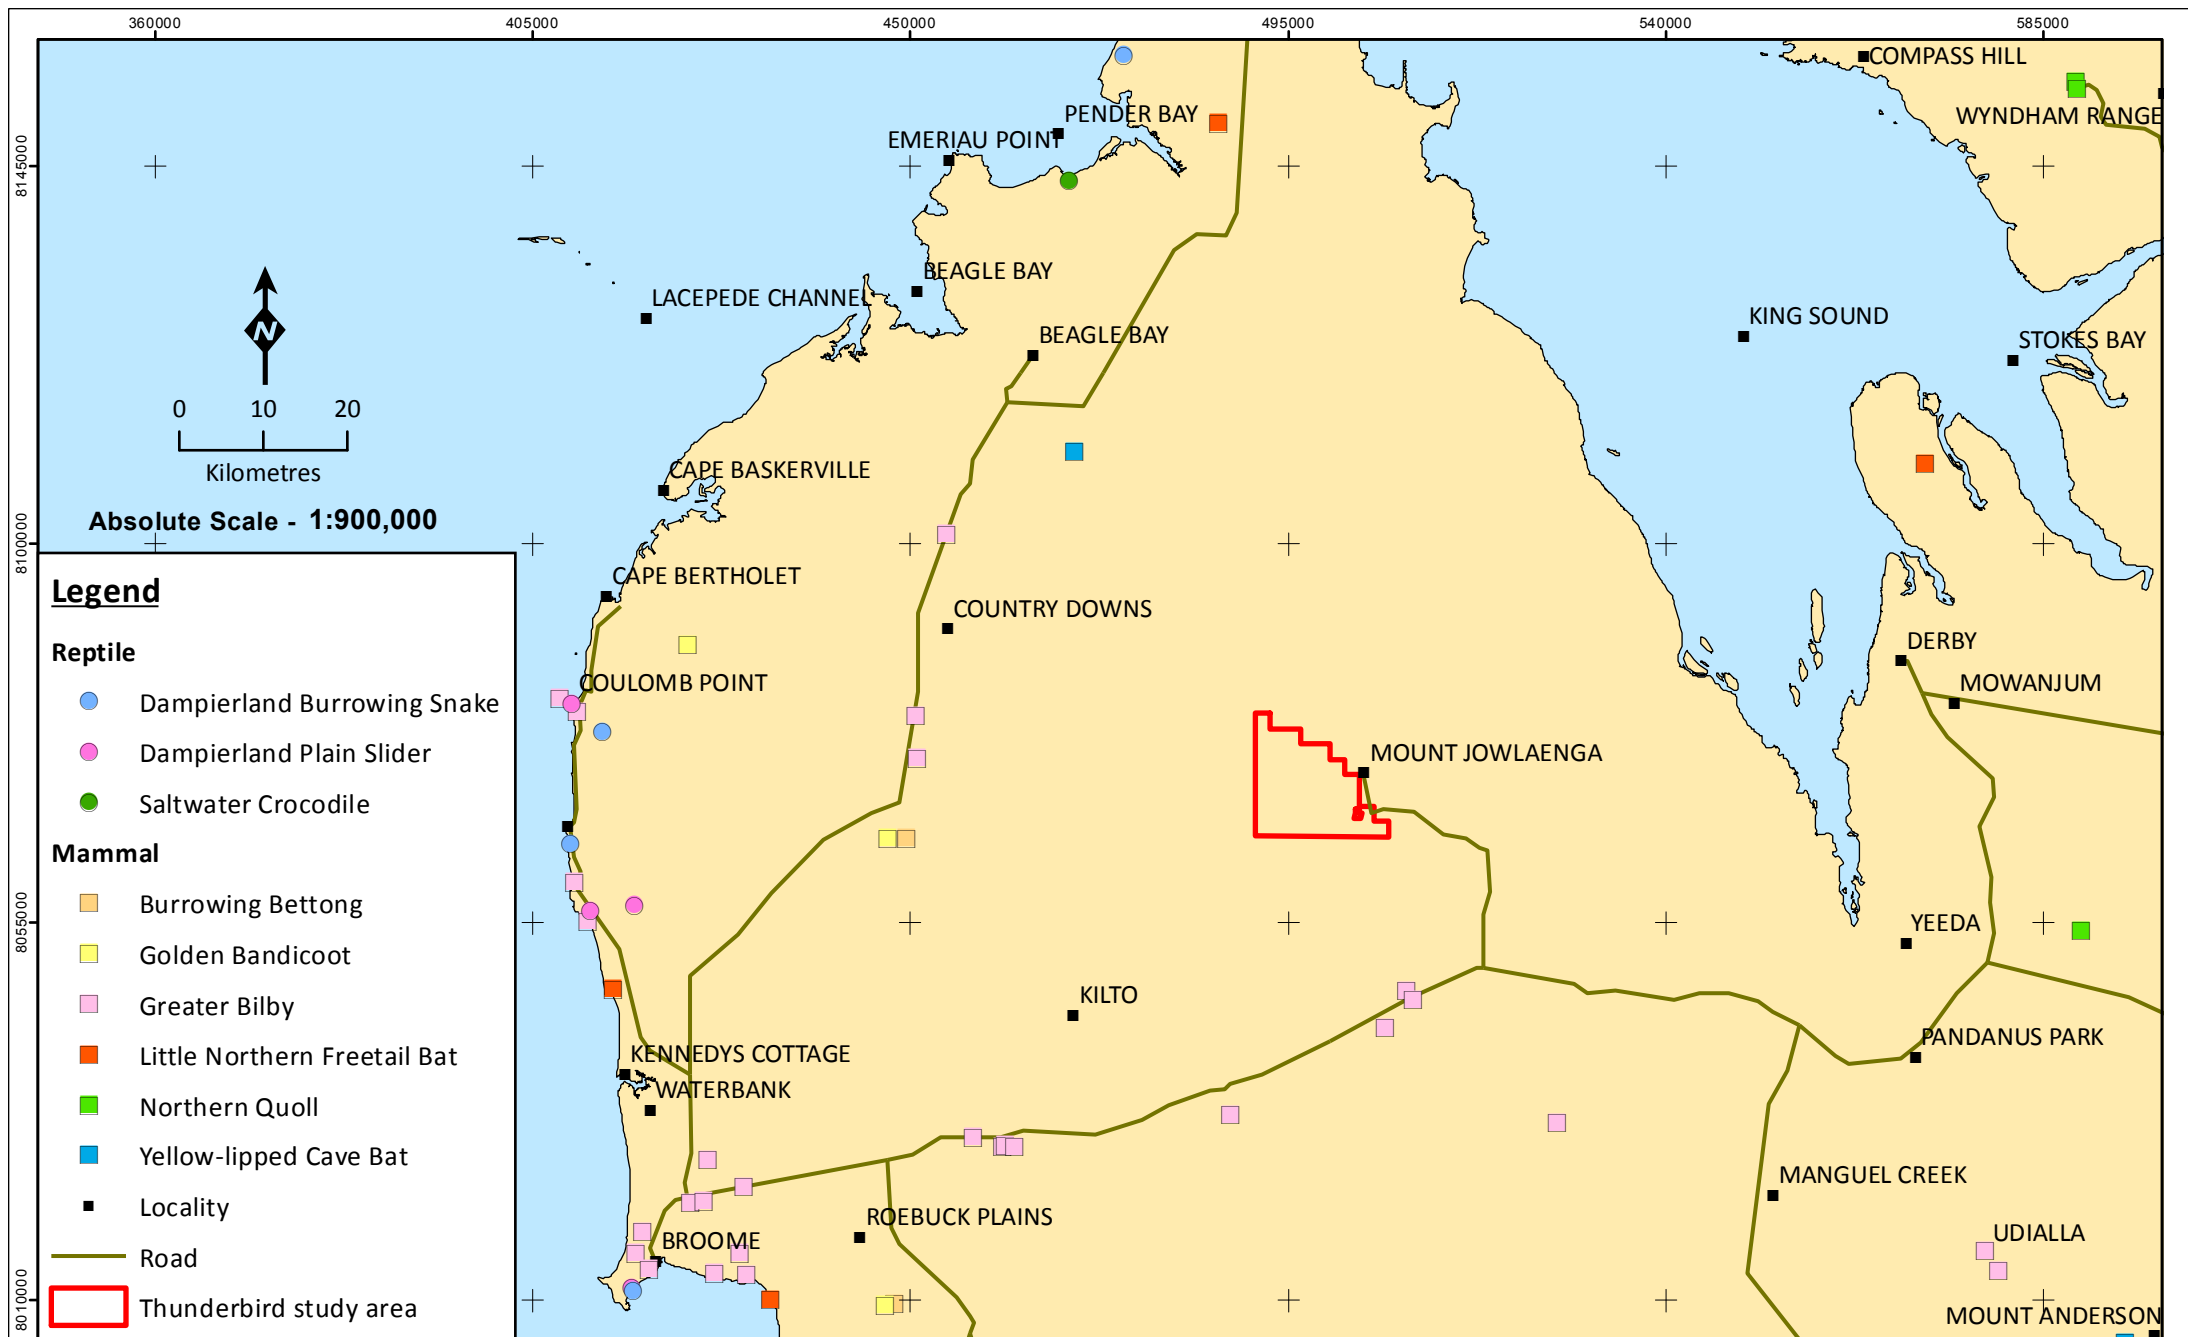 360000
405000
450000
495000
540000
585000
COMPASS HILL
PENDER BAY
WYNDHAM RANGE
EMERIAU POINT
8145000
BEAGLE BAY
LACEPEDE CHANNEL
KING SOUND
BEAGLE BAY
STOKES BAY
N
0 10 20
Kilometres
CAPE BASKERVILLE
Absolute Scale - 1:900,000
8100000
CAPE BERTHOLET
COUNTRY DOWNS
DERBY
COULOMB POINT
MOWANJUM
MOUNT JOWLAENGA
8055000
YEEDA
KILTO
PANDANUS PARK
KENNEDYS COTTAGE
WATERBANK
MANGUEL CREEK
ROEBUCK PLAINS
UDIALLA
BROOME
8010000
MOUNT ANDERSON
Legend
Reptile
Dampierland Burrowing Snake
Dampierland Plain Slider
Saltwater Crocodile
Mammal
Burrowing Bettong
Golden Bandicoot
Greater Bilby
Little Northern Freetail Bat
Northern Quoll
Yellow-lipped Cave Bat
Locality
Road
Thunderbird study area